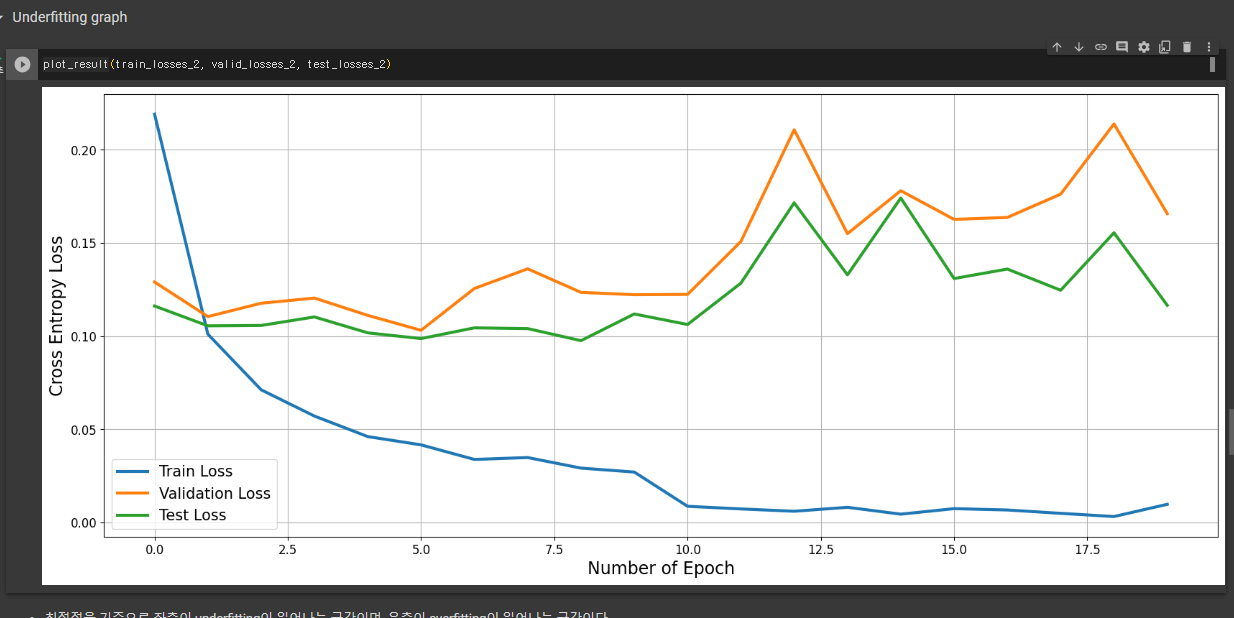 Underfitting graph
plot_result(train_losses_2, valid_losses_2, test_losses_2)
Cross Entropy Loss
0.20
0.15
0.10
0.05
0.00
Train Loss
Validation Loss
Test Loss
0.0 2.5 5.0 7.5 10.0 12.5 15.0 17.5
Number of Epoch